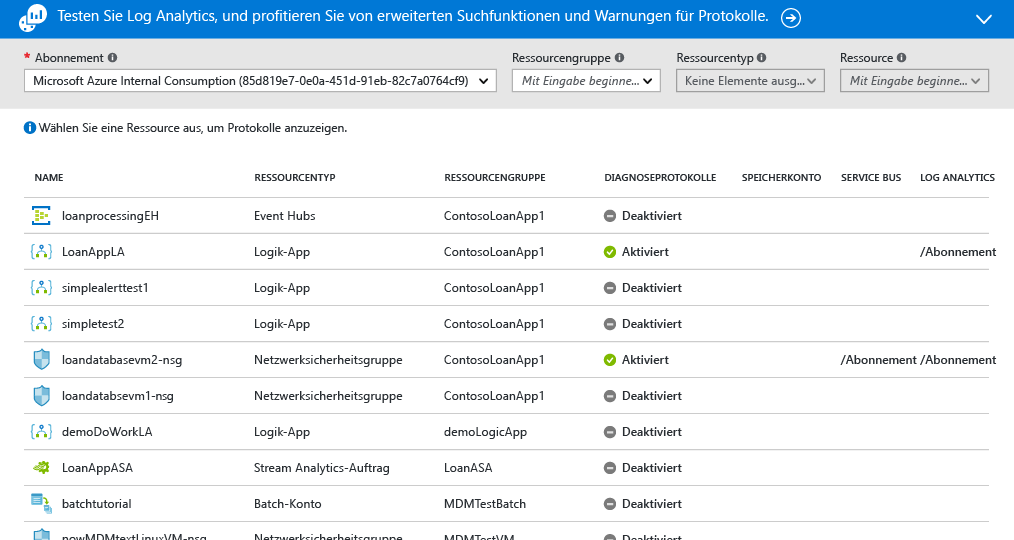 Testen Sie Log Analytics, und profitieren Sie von erweiterten Suchfunktionen und Warnungen für Protokolle.
* Abonnement Ressourcengruppe Ressourcentyp Ressource
Microsoft Azure Internal Consumption (85d819e7-0e0a-451d-91eb-82c7a0764cf9) Mit Eingabe beginne... Keine Elemente ausg... Mit Eingabe beginne...
Wählen Sie eine Ressource aus, um Protokolle anzuzeigen.
NAME RESSOURCENTYP RESSOURCENGRUPPE DIAGNOSEPROTOKOLLE SPEICHERKONTO SERVICE BUS LOG ANALYTICS
loanprocessingEH Event Hubs ContosoLoanApp1 Deaktiviert
LoanAppLA Logik-App ContosoLoanApp1 Aktiviert /Abonnement
simplealerttest1 Logik-App ContosoLoanApp1 Deaktiviert
simpletest2 Logik-App ContosoLoanApp1 Deaktiviert
loandatabasevm2-nsg Netzwerksicherheitsgruppe ContosoLoanApp1 Aktiviert /Abonnement /Abonnement
loandatabsevm1-nsg Netzwerksicherheitsgruppe ContosoLoanApp1 Deaktiviert
demoDoWorkLA Logik-App demoLogicApp Deaktiviert
LoanAppASA Stream Analytics-Auftrag LoanASA Deaktiviert
batchtutorial Batch-Konto MDMTestBatch Deaktiviert
nowMDMtextLinuxVM-nsg Netzwerksicherheitsgruppe MDMTestVM Deaktiviert